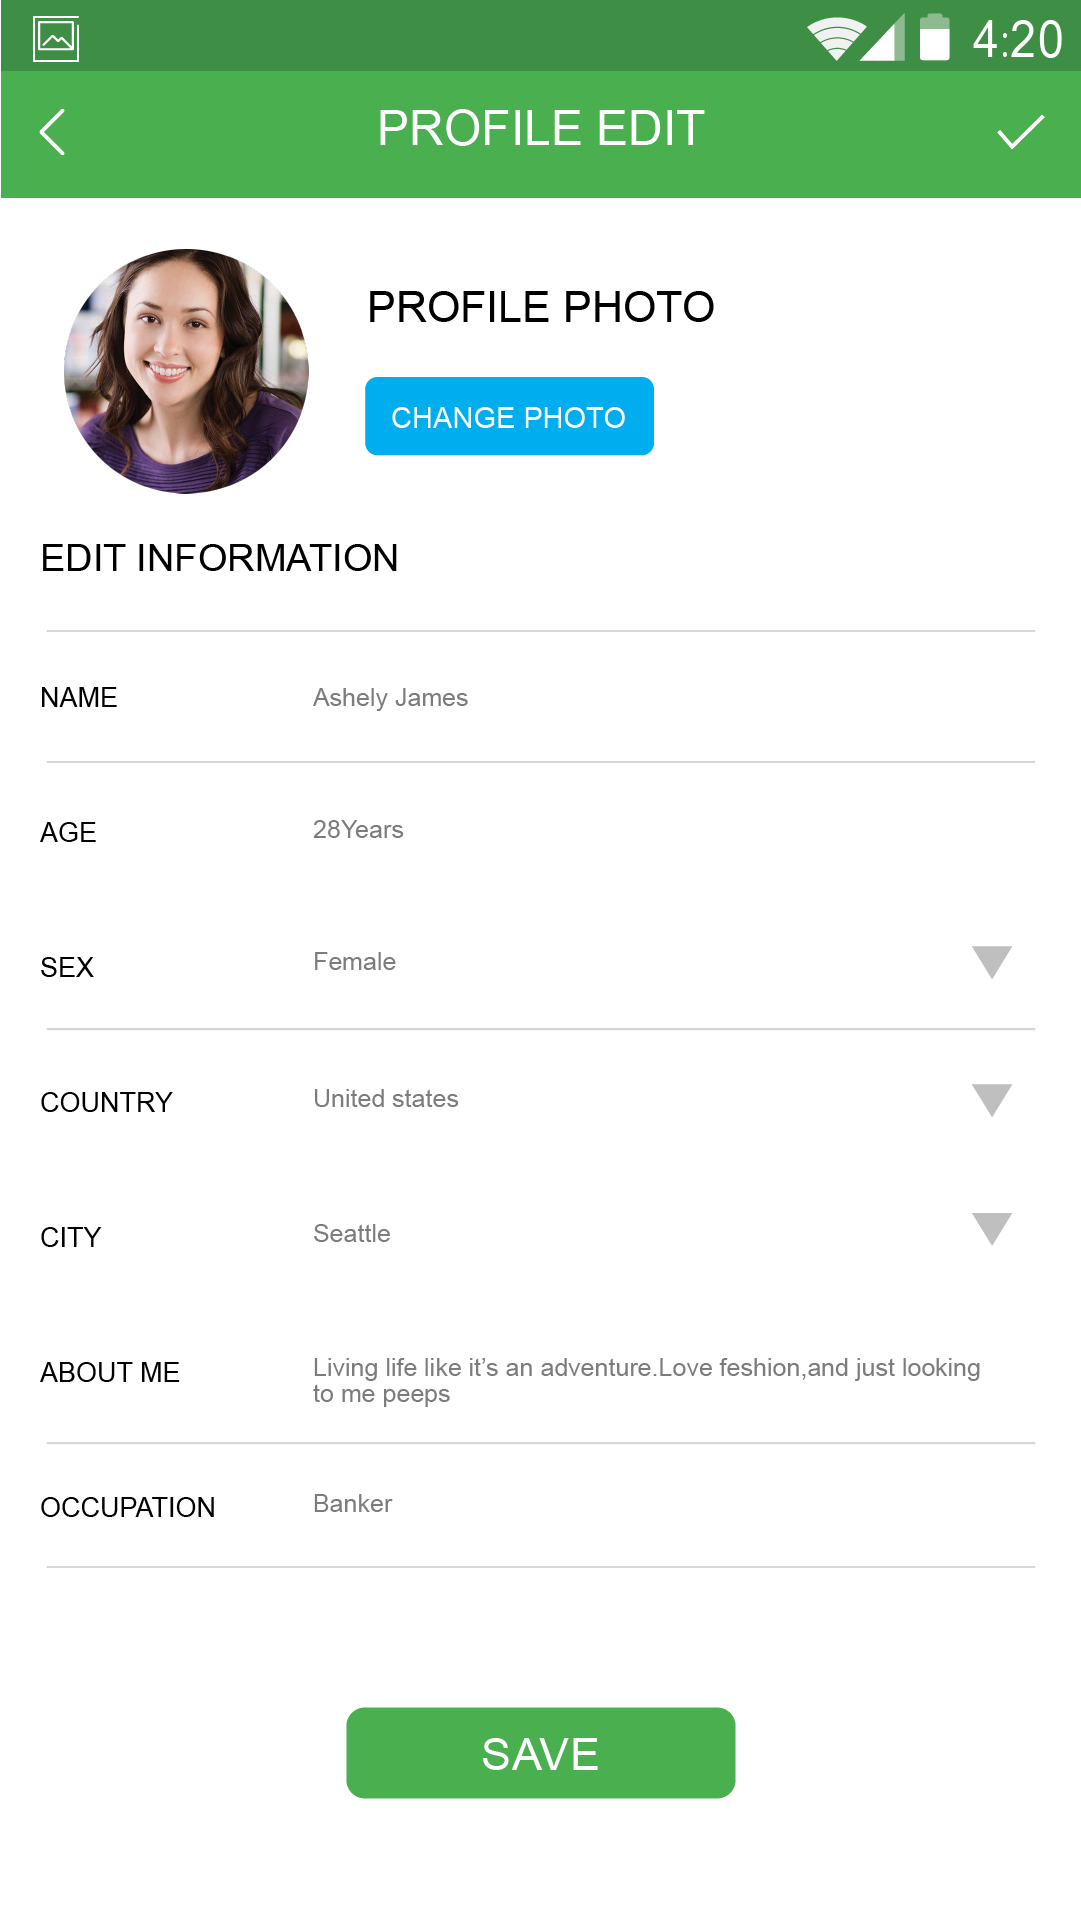 4:20
PROFILE EDIT
PROFILE PHOTO
CHANGE PHOTO
EDIT INFORMATION
NAME Ashely James
AGE 28Years
SEX Female
COUNTRY United states
CITY Seattle
ABOUT ME Living life like it’s an adventure.Love feshion,and just looking
to me peeps
OCCUPATION Banker
SAVE